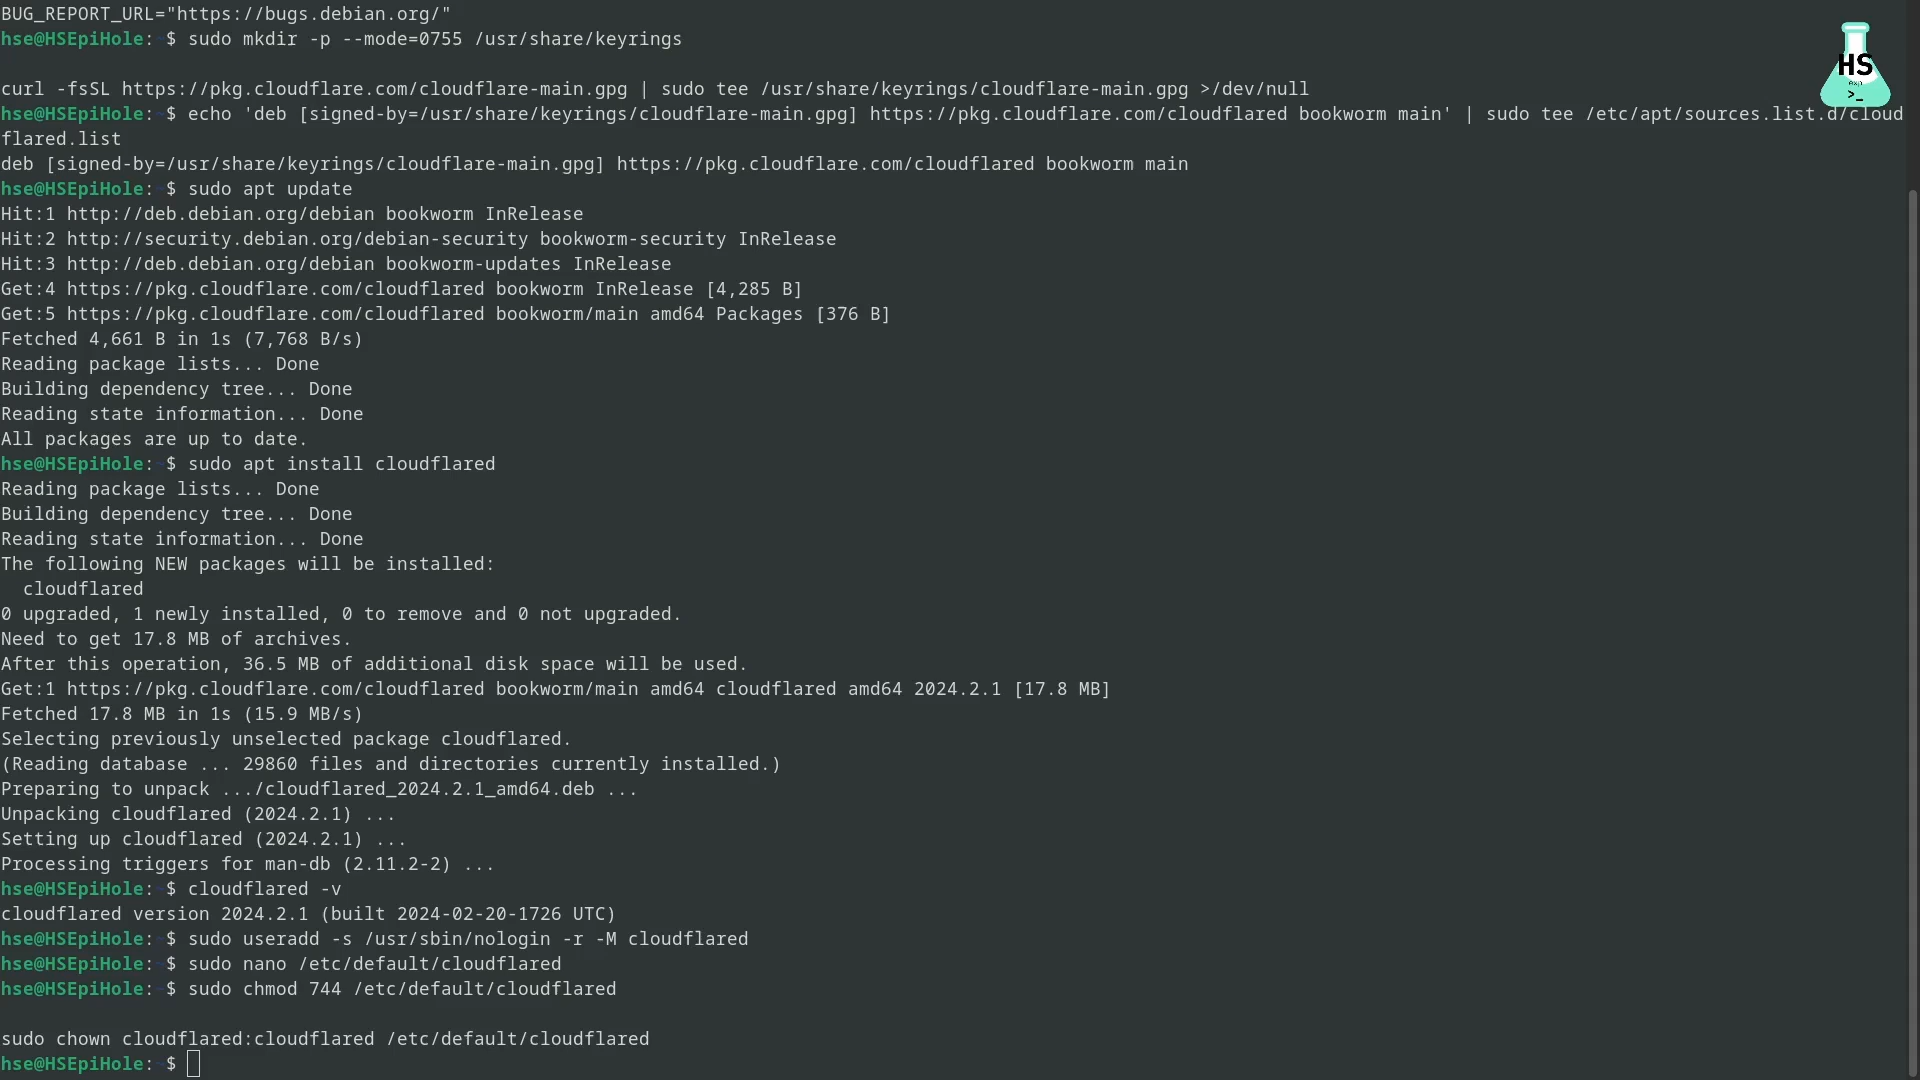 BUG_REPORT_URL="https://bugs.debian.org/"
hse@HSEpiHole:~$ sudo mkdir -p --mode=0755 /usr/share/keyrings
curl -fsSL https://pkg.cloudflare.com/cloudflare-main.gpg | sudo tee /usr/share/keyrings/cloudflare-main.gpg >/dev/null
hse@HSEpiHole:~$ echo 'deb [signed-by=/usr/share/keyrings/cloudflare-main.gpg] https://pkg.cloudflare.com/cloudflared bookworm main' | sudo tee /etc/apt/sources.list.d/cloud
flared.list
deb [signed-by=/usr/share/keyrings/cloudflare-main.gpg] https://pkg.cloudflare.com/cloudflared bookworm main
hse@HSEpiHole:~$ sudo apt update
Hit:1 http://deb.debian.org/debian bookworm InRelease
Hit:2 http://security.debian.org/debian-security bookworm-security InRelease
Hit:3 http://deb.debian.org/debian bookworm-updates InRelease
Get:4 https://pkg.cloudflare.com/cloudflared bookworm InRelease [4,285 B]
Get:5 https://pkg.cloudflare.com/cloudflared bookworm/main amd64 Packages [376 B]
Fetched 4,661 B in 1s (7,768 B/s)
Reading package lists... Done
Building dependency tree... Done
Reading state information... Done
All packages are up to date.
hse@HSEpiHole:~$ sudo apt install cloudflared
Reading package lists... Done
Building dependency tree... Done
Reading state information... Done
The following NEW packages will be installed:
  cloudflared
0 upgraded, 1 newly installed, 0 to remove and 0 not upgraded.
Need to get 17.8 MB of archives.
After this operation, 36.5 MB of additional disk space will be used.
Get:1 https://pkg.cloudflare.com/cloudflared bookworm/main amd64 cloudflared amd64 2024.2.1 [17.8 MB]
Fetched 17.8 MB in 1s (15.9 MB/s)
Selecting previously unselected package cloudflared.
(Reading database ... 29860 files and directories currently installed.)
Preparing to unpack .../cloudflared_2024.2.1_amd64.deb ...
Unpacking cloudflared (2024.2.1) ...
Setting up cloudflared (2024.2.1) ...
Processing triggers for man-db (2.11.2-2) ...
hse@HSEpiHole:~$ cloudflared -v
cloudflared version 2024.2.1 (built 2024-02-20-1726 UTC)
hse@HSEpiHole:~$ sudo useradd -s /usr/sbin/nologin -r -M cloudflared
hse@HSEpiHole:~$ sudo nano /etc/default/cloudflared
hse@HSEpiHole:~$ sudo chmod 744 /etc/default/cloudflared
sudo chown cloudflared:cloudflared /etc/default/cloudflared
hse@HSEpiHole:~$
HS
exp
>_